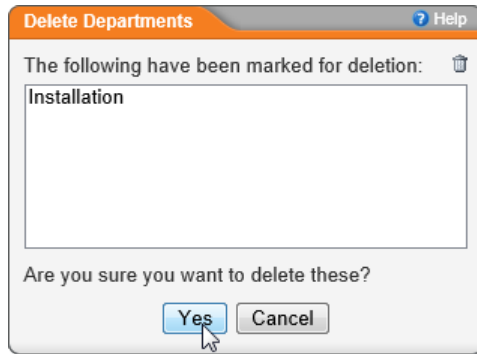 Delete Departments
Help
The following have been marked for deletion:
Installation
Are you sure you want to delete these?
Yes Cancel